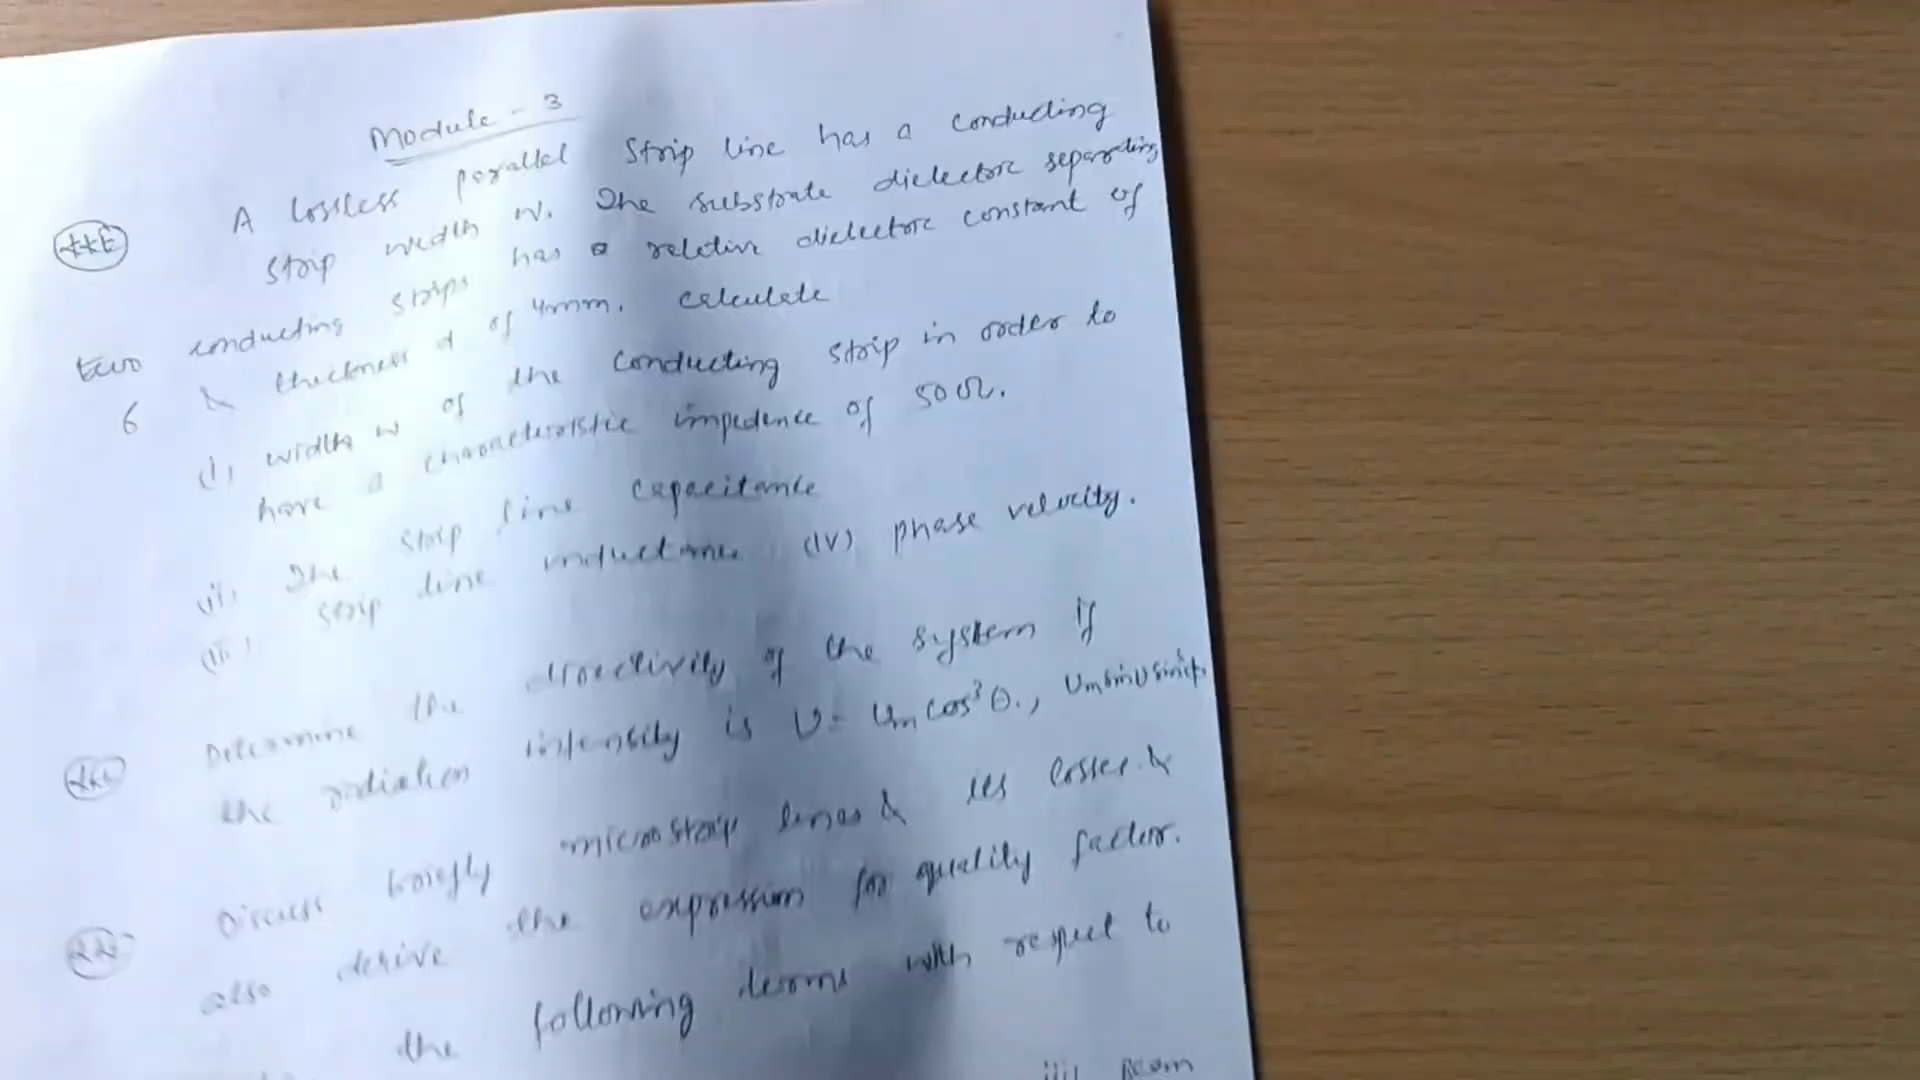 Module - 3
A lossless parallel strip line has a conducting
strip width W. The substrate dielectric separating
two conducting strips has a relative dielectric constant of
6 & thickness d of 4mm. Calculate
(i) width w of the conducting strip in order to
have a characteristic impedence of 50Ω.
(ii) The strip line capacitance
(iii) strip line inductance (iv) phase velocity.
Determine the directivity of the system if
the radiation intensity is U = Um cos³θ.,
Discuss briefly microstrip lines & its losses &
also derive the expression for quality factor.
the following terms with respect to
iii) Beam